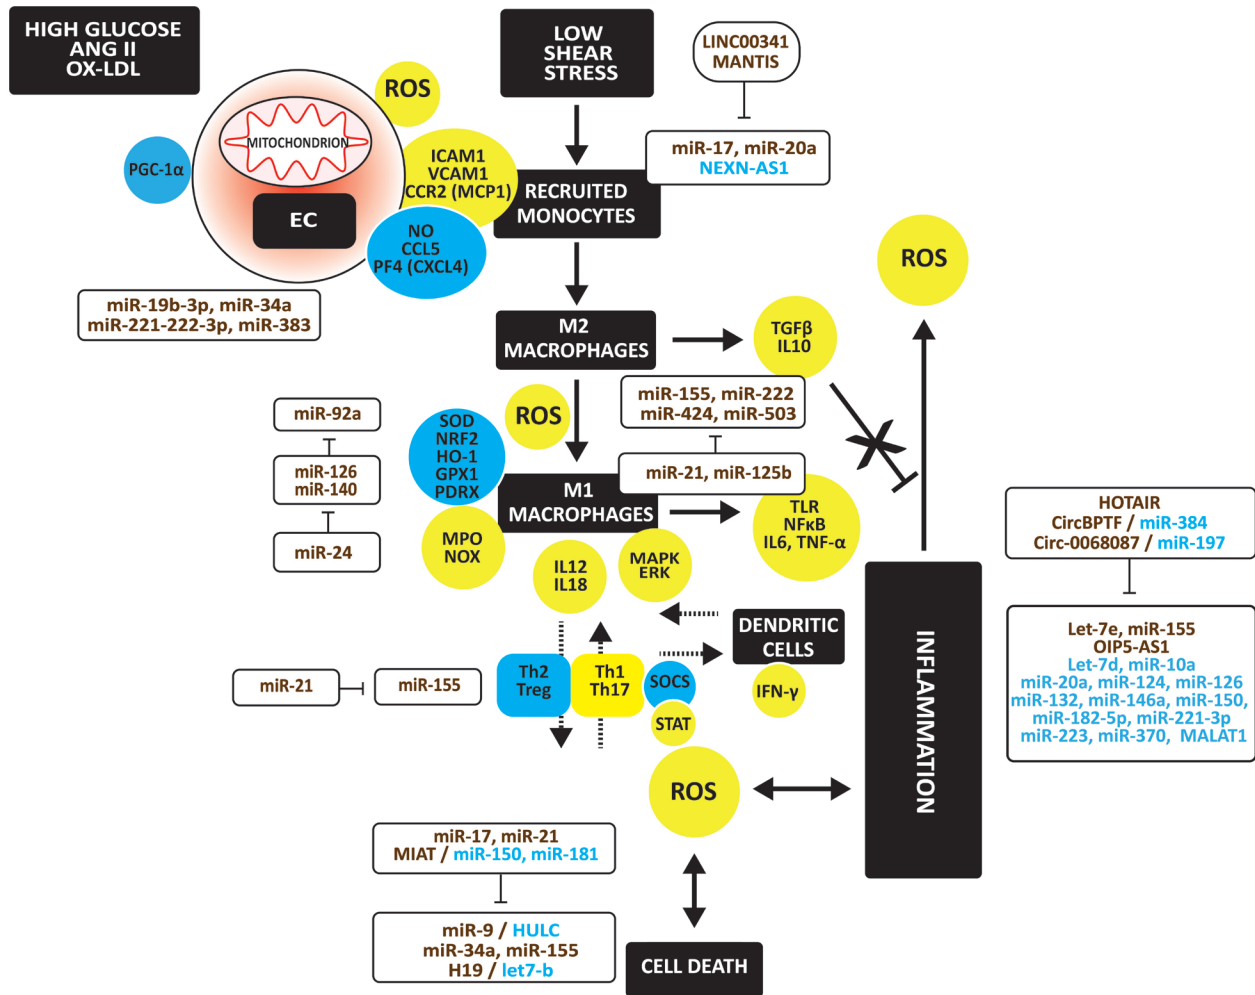 HIGH GLUCOSE
ANG II
OX-LDL
LOW
SHEAR
STRESS
LINC00341
MANTIS
ROS
MITOCHONDRION
PGC-1α
ICAM1
VCAM1
CCR2 (MCP1)
EC
NO
CCL5
PF4 (CXCL4)
RECRUITED
MONOCYTES
miR-17, miR-20a
NEXN-AS1
ROS
miR-19b-3p, miR-34a
miR-221-222-3p, miR-383
M2
MACROPHAGES
TGFβ
IL10
miR-155, miR-222
miR-424, miR-503
miR-92a
miR-126
miR-140
miR-24
SOD
NRF2
HO-1
GPX1
PDRX
ROS
miR-21, miR-125b
M1
MACROPHAGES
MPO
NOX
IL12
IL18
MAPK
ERK
TLR
NFκB
IL6, TNF-α
HOTAIR
CircBPTF / miR-384
Circ-0068087 / miR-197
DENDRITIC
CELLS
IFN-γ
INFLAMMATION
Let-7e, miR-155
OIP5-AS1
Let-7d, miR-10a
miR-20a, miR-124, miR-126
miR-132, miR-146a, miR-150,
miR-182-5p, miR-221-3p
miR-223, miR-370, MALAT1
miR-21
miR-155
Th2
Treg
Th1
Th17
SOCS
STAT
ROS
miR-17, miR-21
MIAT / miR-150, miR-181
miR-9 / HULC
miR-34a, miR-155
H19 / let7-b
CELL DEATH